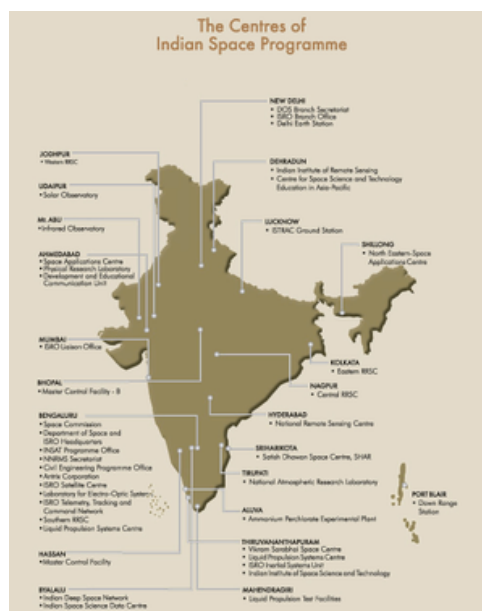 The Centres of
Indian Space Programme
NEW DELHI
• DOS Branch Secretariat
• ISRO Branch Office
• Delhi Earth Station
JODHPUR
• Western RRSC
DEHRADUN
• Indian Institute of Remote Sensing
• Centre for Space Science and Technology
Education in Asia-Pacific
UDAIPUR
• Solar Observatory
Mt. ABU
• Infrared Observatory
LUCKNOW
• ISTRAC Ground Station
SHILLONG
• North Eastern-Space
Applications Centre
AHMEDABAD
• Space Applications Centre
• Physical Research Laboratory
• Development and Educational
Communication Unit
MUMBAI
• ISRO Liaison Office
KOLKATA
• Eastern RRSC
BHOPAL
• Master Control Facility - B
NAGPUR
• Central RRSC
HYDERABAD
• National Remote Sensing Centre
BENGALURU
• Space Commission
• Department of Space and
ISRO Headquarters
• INSAT Programme Office
• NNRMS Secretariat
• Civil Engineering Programme Office
• Antrix Corporation
• ISRO Satellite Centre
• Laboratory for Electro-Optic Systems
• ISRO Telemetry, Tracking and
Command Network
• Southern RRSC
• Liquid Propulsion Systems Centre
SRIHARIKOTA
• Satish Dhawan Space Centre, SHAR
TIRUPATI
• National Atmospheric Research Laboratory
PORT BLAIR
• Down Range
Station
ALUVA
• Ammonium Perchlorate Experimental Plant
HASSAN
• Master Control Facility
THIRUVANANTHAPURAM
• Vikram Sarabhai Space Centre
• Liquid Propulsion Systems Centre
• ISRO Inertial Systems Unit
• Indian Institute of Space Science and Technology
BYALALU
• Indian Deep Space Network
• Indian Space Science Data Centre
MAHENDRAGIRI
• Liquid Propulsion Test Facilities